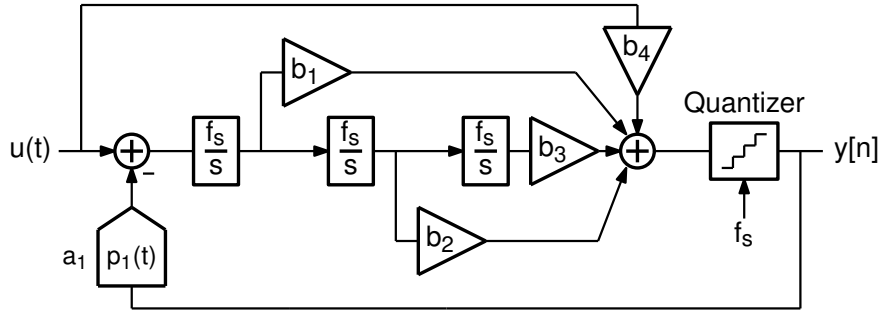 b₄
b₁
Quantizer
u(t)
+
-
fₛ
s
fₛ
s
fₛ
s
b₃
+
y[n]
b₂
fₛ
a₁
p₁(t)